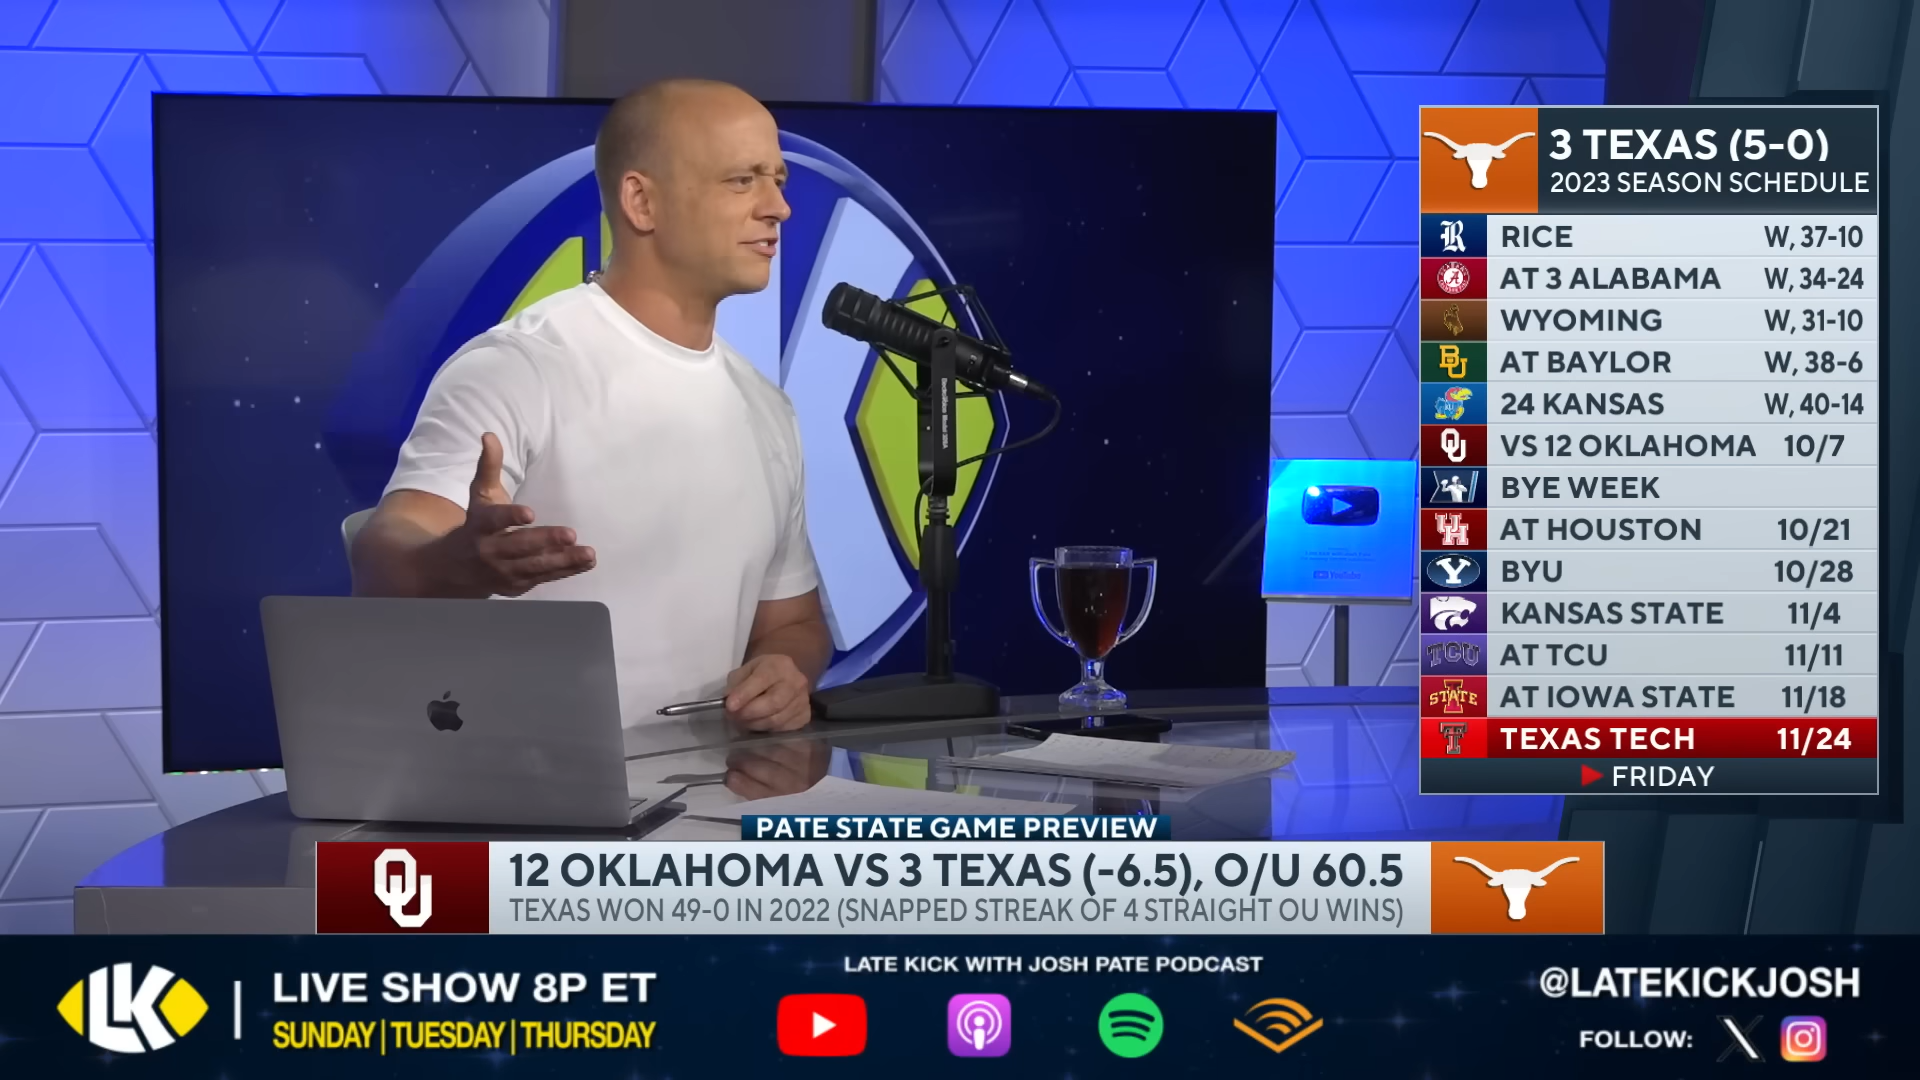 3 TEXAS (5-0)
2023 SEASON SCHEDULE
RICE W, 37-10
AT 3 ALABAMA W, 34-24
WYOMING W, 31-10
AT BAYLOR W, 38-6
24 KANSAS W, 40-14
VS 12 OKLAHOMA 10/7
BYE WEEK
AT HOUSTON 10/21
BYU 10/28
KANSAS STATE 11/4
TCU AT TCU 11/11
STATE AT IOWA STATE 11/18
TEXAS TECH 11/24
FRIDAY
YouTube
PATE STATE GAME PREVIEW
OU 12 OKLAHOMA VS 3 TEXAS (-6.5), O/U 60.5
TEXAS WON 49-0 IN 2022 (SNAPPED STREAK OF 4 STRAIGHT OU WINS)
LK LIVE SHOW 8P ET
SUNDAY | TUESDAY | THURSDAY
LATE KICK WITH JOSH PATE PODCAST
@LATEKICKJOSH
FOLLOW: